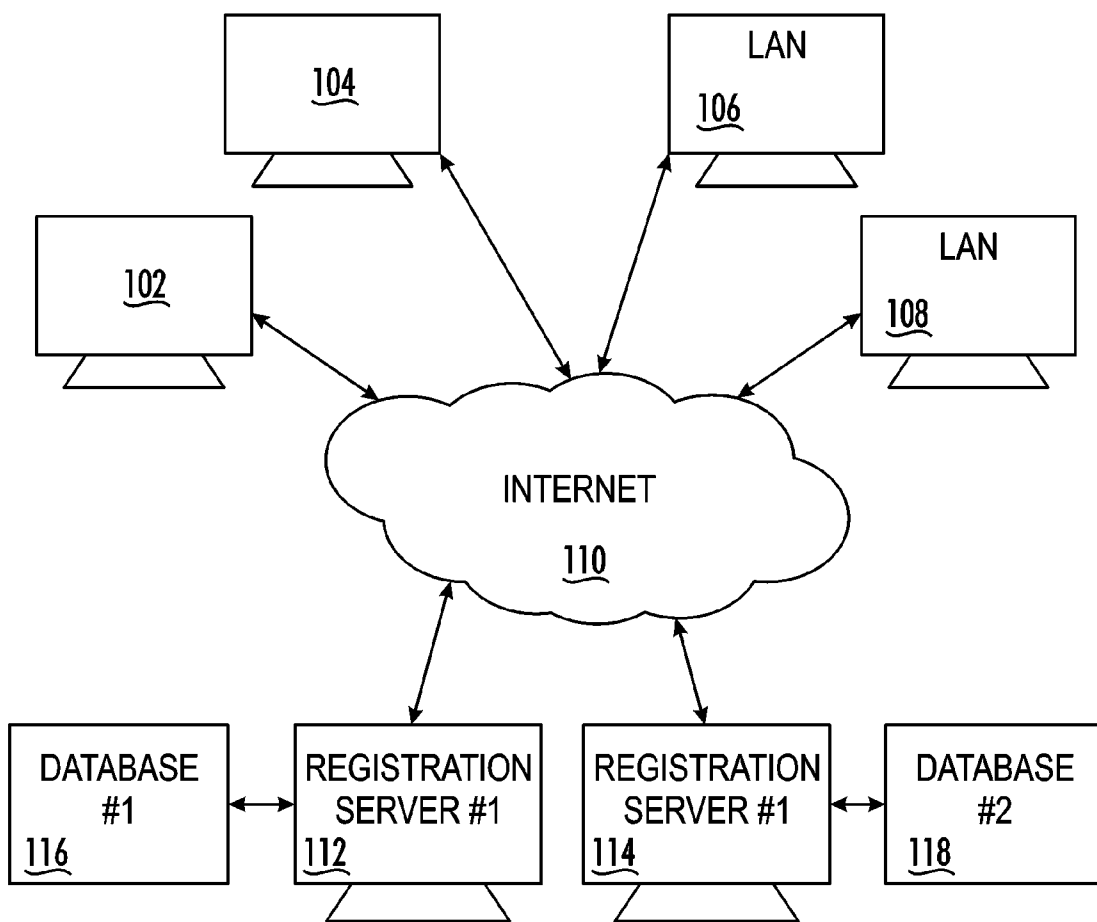 104
LAN
106
102
LAN
108
INTERNET
110
DATABASE
#1
116
REGISTRATION
SERVER #1
112
REGISTRATION
SERVER #1
114
DATABASE
#2
118